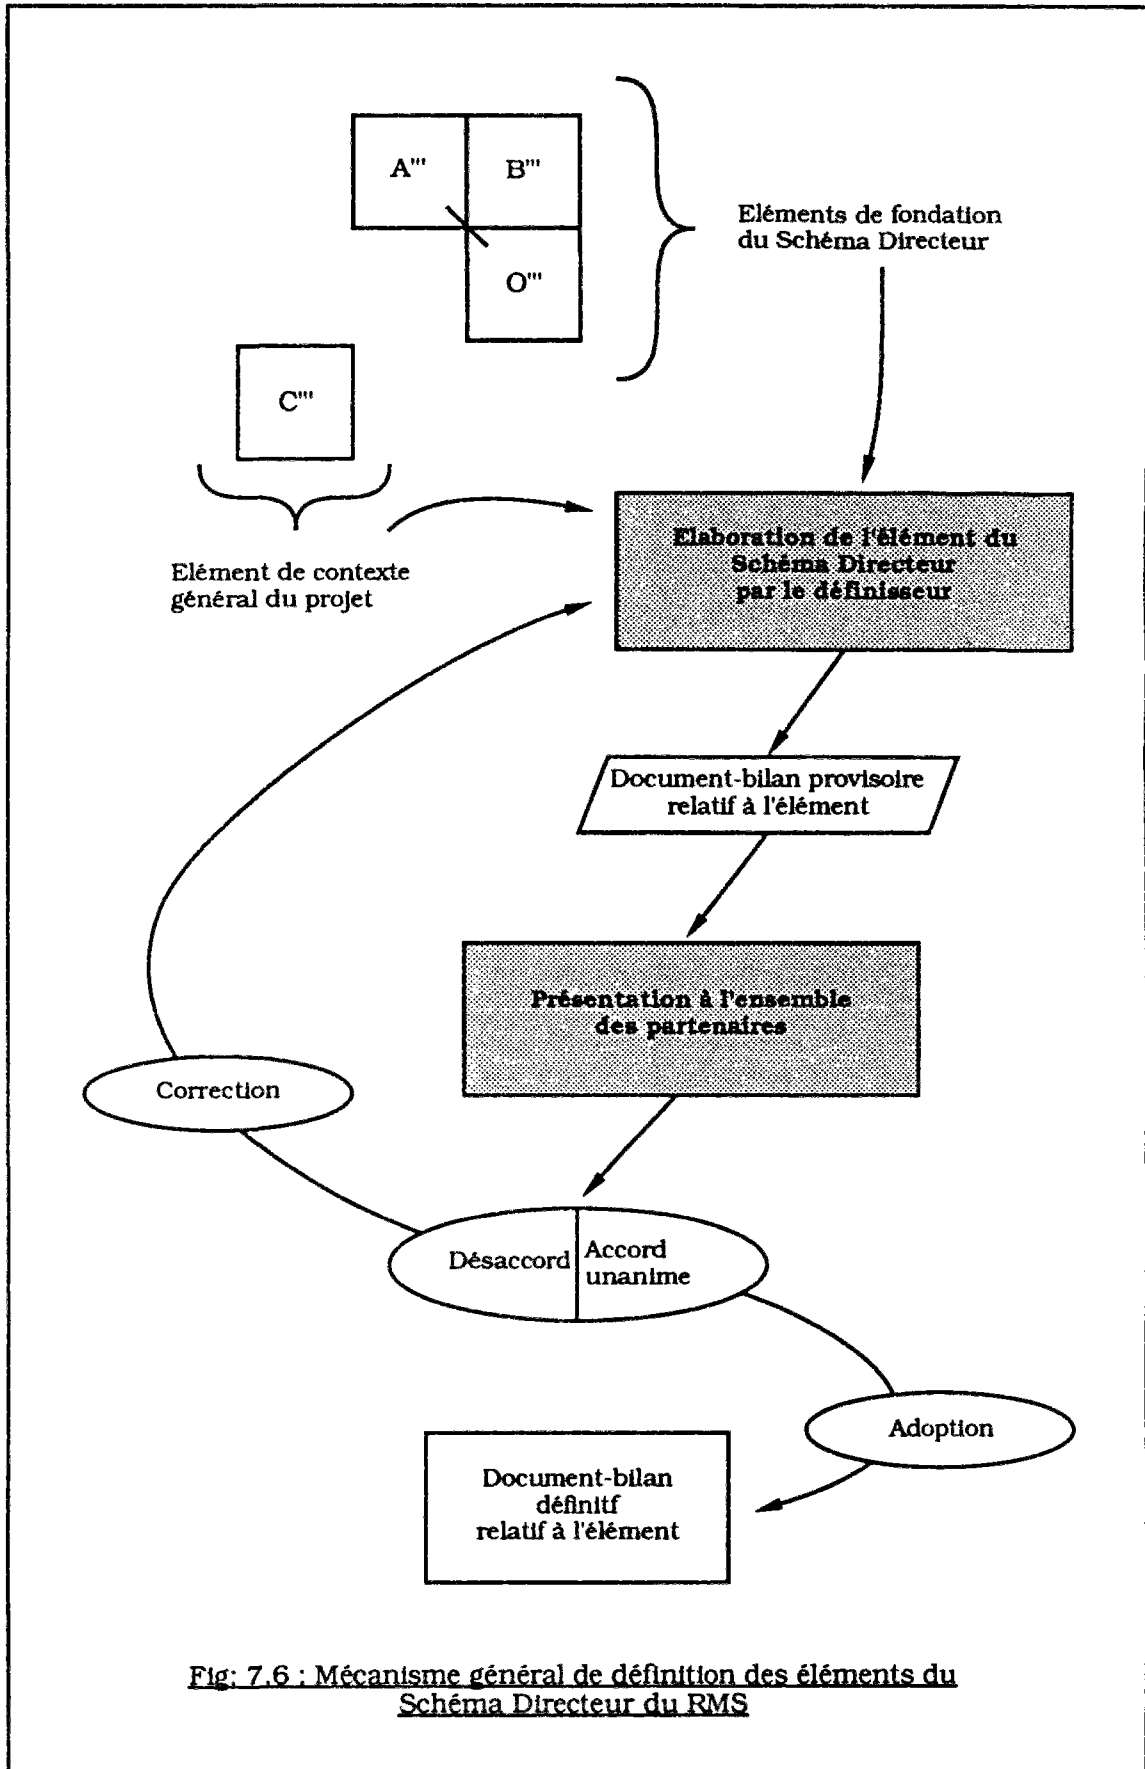 A'''
B'''
O'''
Eléments de fondation
du Schéma Directeur
C'''
Elément de contexte
général du projet
Elaboration de l'élément du
Schéma Directeur
par le définisseur
Document-bilan provisoire
relatif à l'élément
Présentation à l'ensemble
des partenaires
Correction
Désaccord
Accord
unanime
Adoption
Document-bilan
définitf
relatif à l'élément
Fig: 7.6 : Mécanisme général de définition des éléments du
Schéma Directeur du RMS